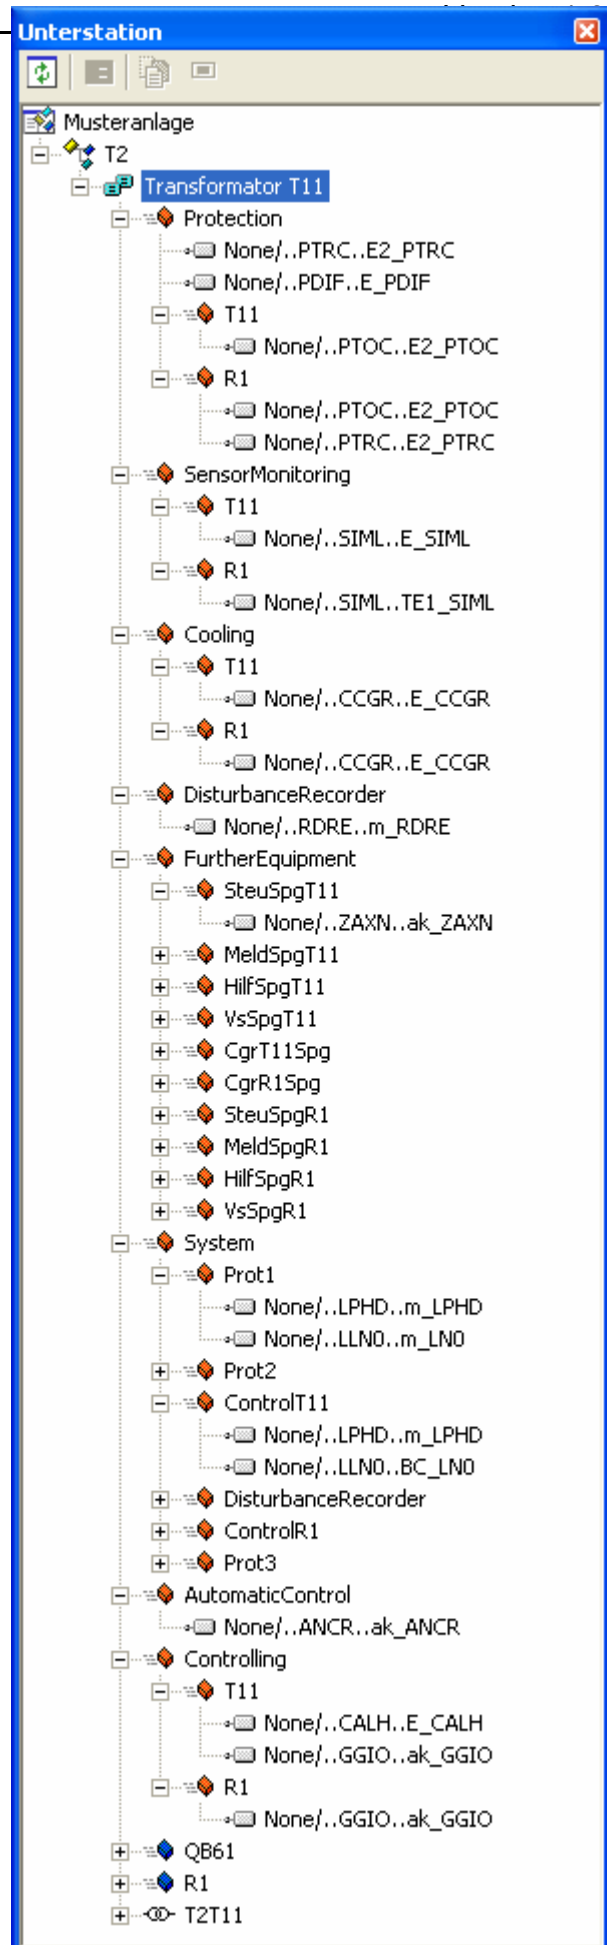 Unterstation
Musteranlage
T2
Transformator T11
Protection
None/..PTRC..E2_PTRC
None/..PDIF..E_PDIF
T11
None/..PTOC..E2_PTOC
R1
None/..PTOC..E2_PTOC
None/..PTRC..E2_PTRC
SensorMonitoring
T11
None/..SIML..E_SIML
R1
None/..SIML..TE1_SIML
Cooling
T11
None/..CCGR..E_CCGR
R1
None/..CCGR..E_CCGR
DisturbanceRecorder
None/..RDRE..m_RDRE
FurtherEquipment
SteuSpgT11
None/..ZAXN..ak_ZAXN
MeldSpgT11
HilfSpgT11
VsSpgT11
CgrT11Spg
CgrR1Spg
SteuSpgR1
MeldSpgR1
HilfSpgR1
VsSpgR1
System
Prot1
None/..LPHD..m_LPHD
None/..LLN0..m_LN0
Prot2
ControlT11
None/..LPHD..m_LPHD
None/..LLN0..BC_LN0
DisturbanceRecorder
ControlR1
Prot3
AutomaticControl
None/..ANCR..ak_ANCR
Controlling
T11
None/..CALH..E_CALH
None/..GGIO..ak_GGIO
R1
None/..GGIO..ak_GGIO
QB61
R1
T2T11